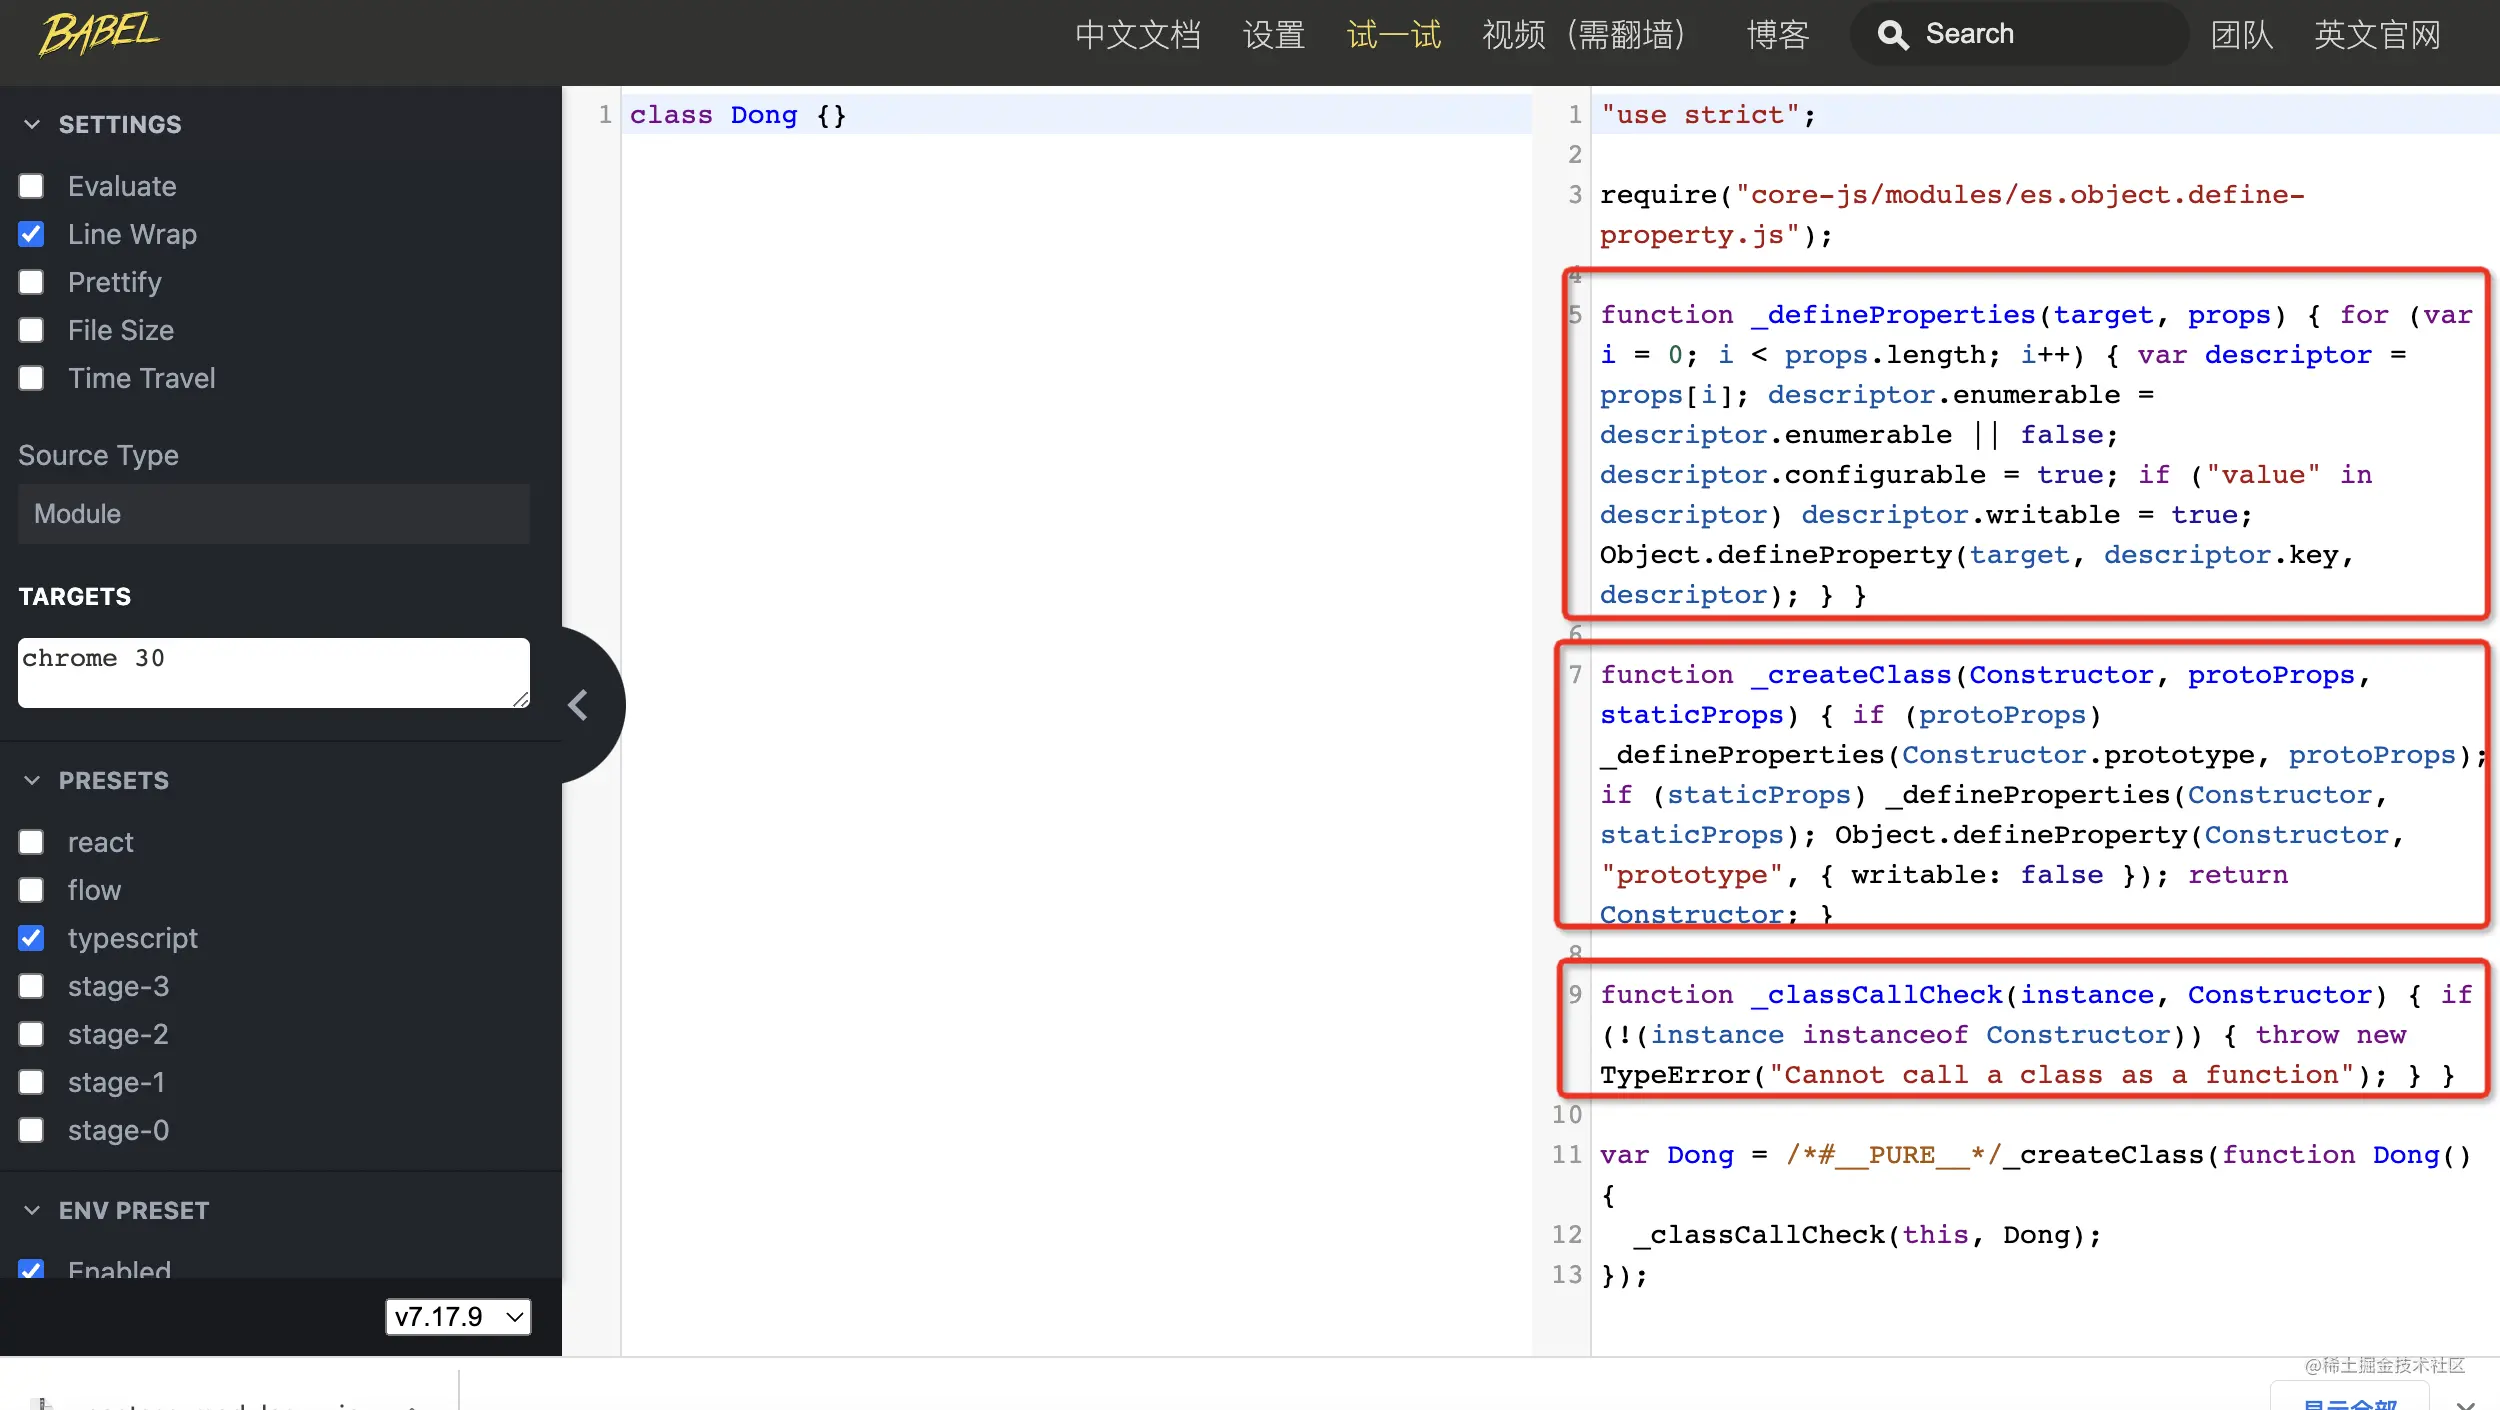 BABEL
中文文档 设置 试一试 视频（需翻墙） 博客 Search 团队 英文官网
SETTINGS
Evaluate
Line Wrap
Prettify
File Size
Time Travel
Source Type
Module
TARGETS
chrome 30
PRESETS
react
flow
typescript
stage-3
stage-2
stage-1
stage-0
ENV PRESET
Enabled
v7.17.9
1 class Dong {}
1 "use strict";
2
3 require("core-js/modules/es.object.define-
property.js");
4
5 function _defineProperties(target, props) { for (var
i = 0; i < props.length; i++) { var descriptor =
props[i]; descriptor.enumerable =
descriptor.enumerable || false;
descriptor.configurable = true; if ("value" in
descriptor) descriptor.writable = true;
Object.defineProperty(target, descriptor.key,
descriptor); } }
6
7 function _createClass(Constructor, protoProps,
staticProps) { if (protoProps)
_defineProperties(Constructor.prototype, protoProps);
if (staticProps) _defineProperties(Constructor,
staticProps); Object.defineProperty(Constructor,
"prototype", { writable: false }); return
Constructor; }
8
9 function _classCallCheck(instance, Constructor) { if
(!(instance instanceof Constructor)) { throw new
TypeError("Cannot call a class as a function"); } }
10
11 var Dong = /*#__PURE__*/_createClass(function Dong()
{
12 _classCallCheck(this, Dong);
13 });
@稀土掘金技术社区
显示全部